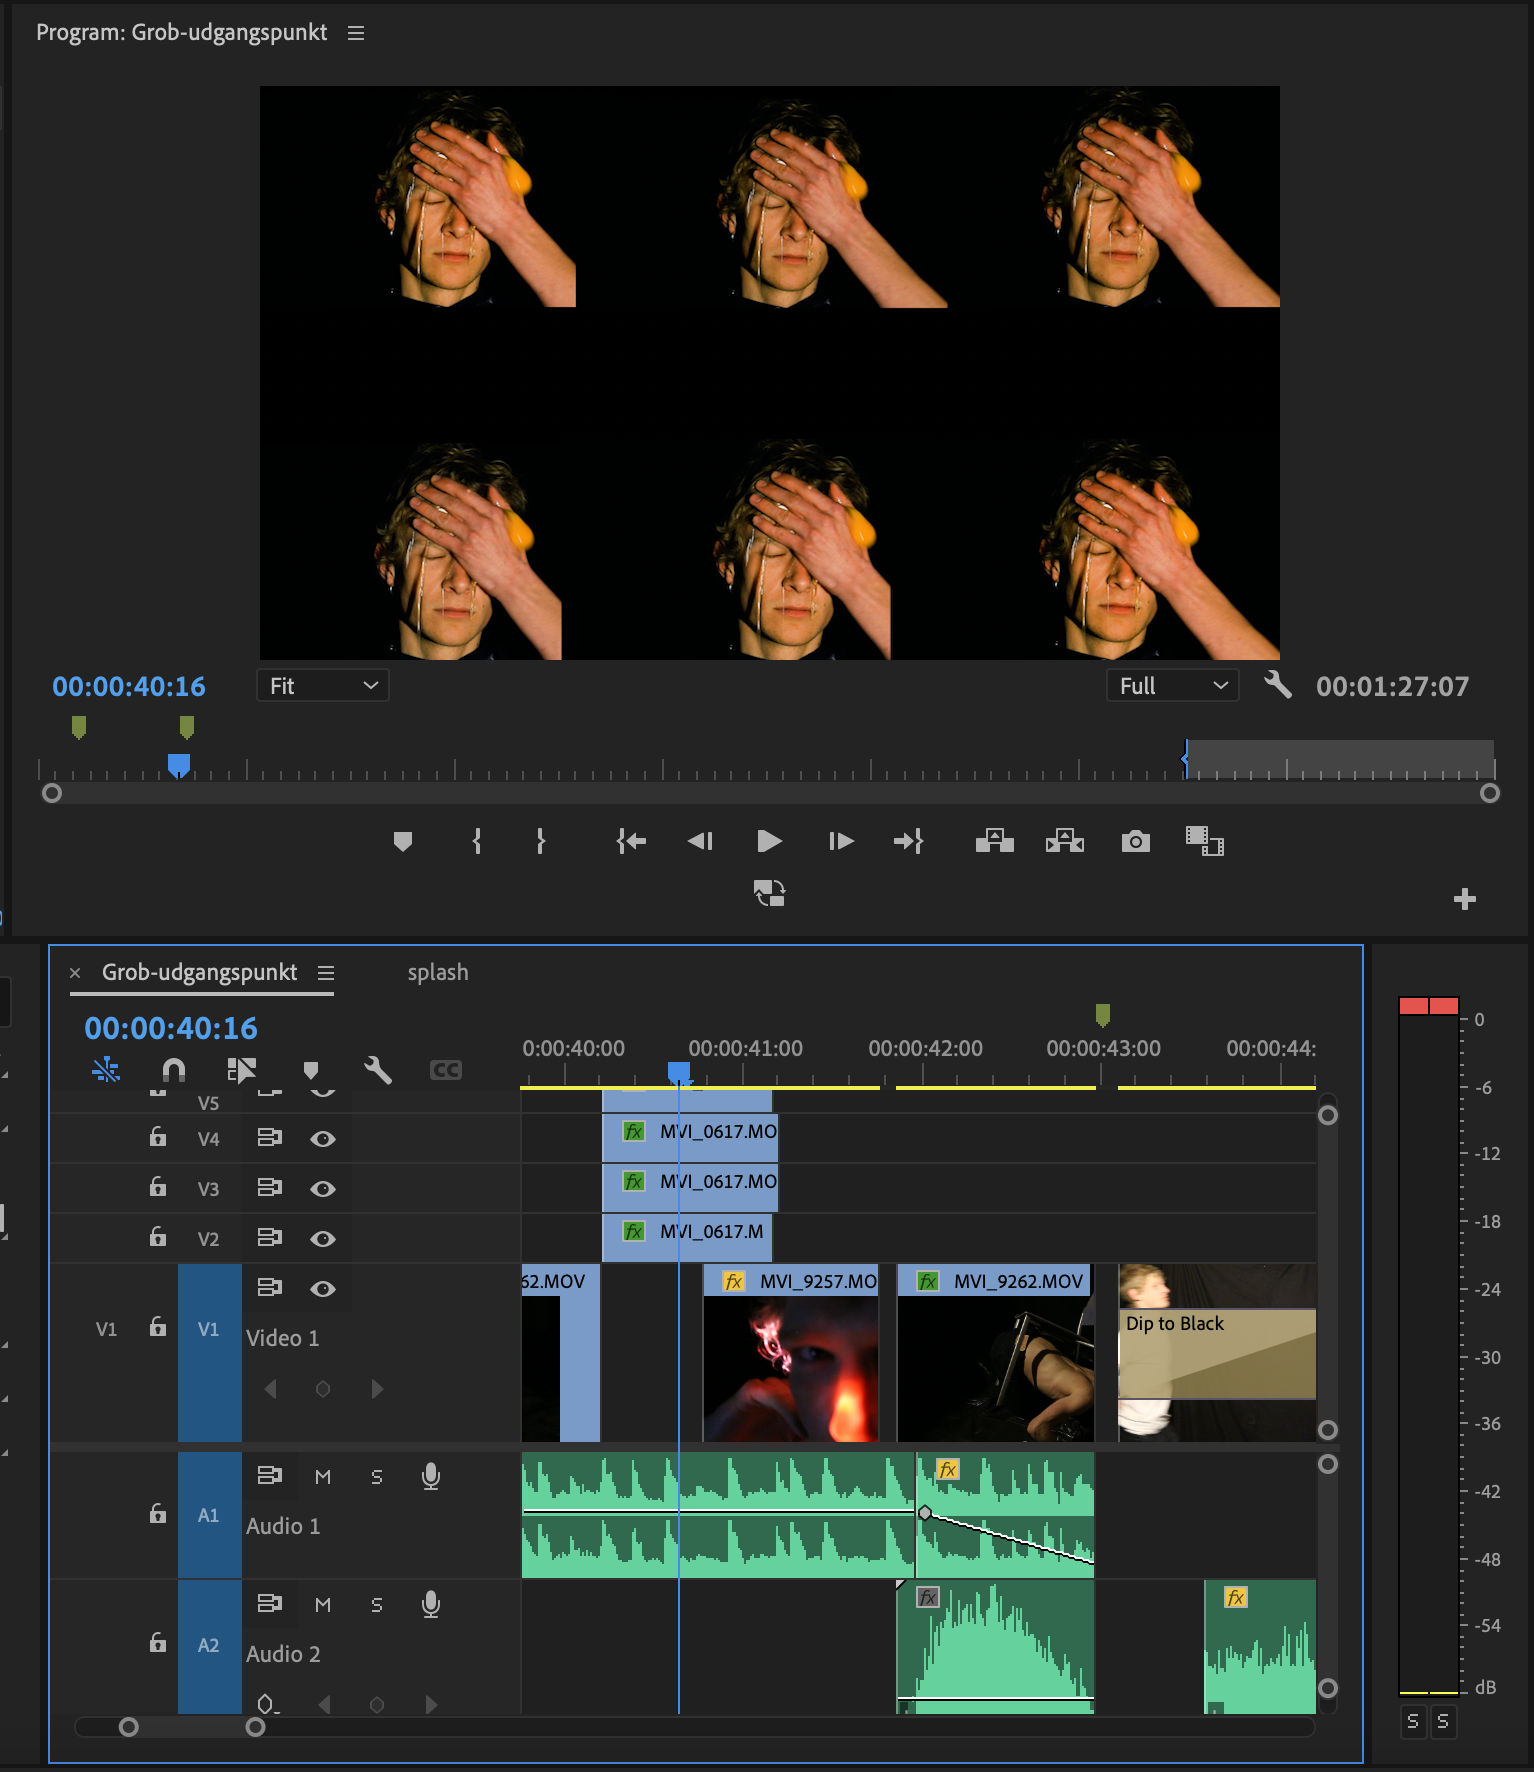 Program: Grob-udgangspunkt
00:00:40:16
Fit
Full
00:01:27:07
Grob-udgangspunkt
splash
00:00:40:16
0:00:40:00
00:00:41:00
00:00:42:00
00:00:43:00
00:00:44:
CC
V5
V4
fx MVI_0617.MO
V3
fx MVI_0617.MO
V2
fx MVI_0617.M
V1
V1
Video 1
62.MOV
fx MVI_9257.MO
fx MVI_9262.MOV
Dip to Black
A1
M
S
Audio 1
fx
A2
M
S
Audio 2
fx
fx
0
-6
-12
-18
-24
-30
-36
-42
-48
-54
dB
S
S